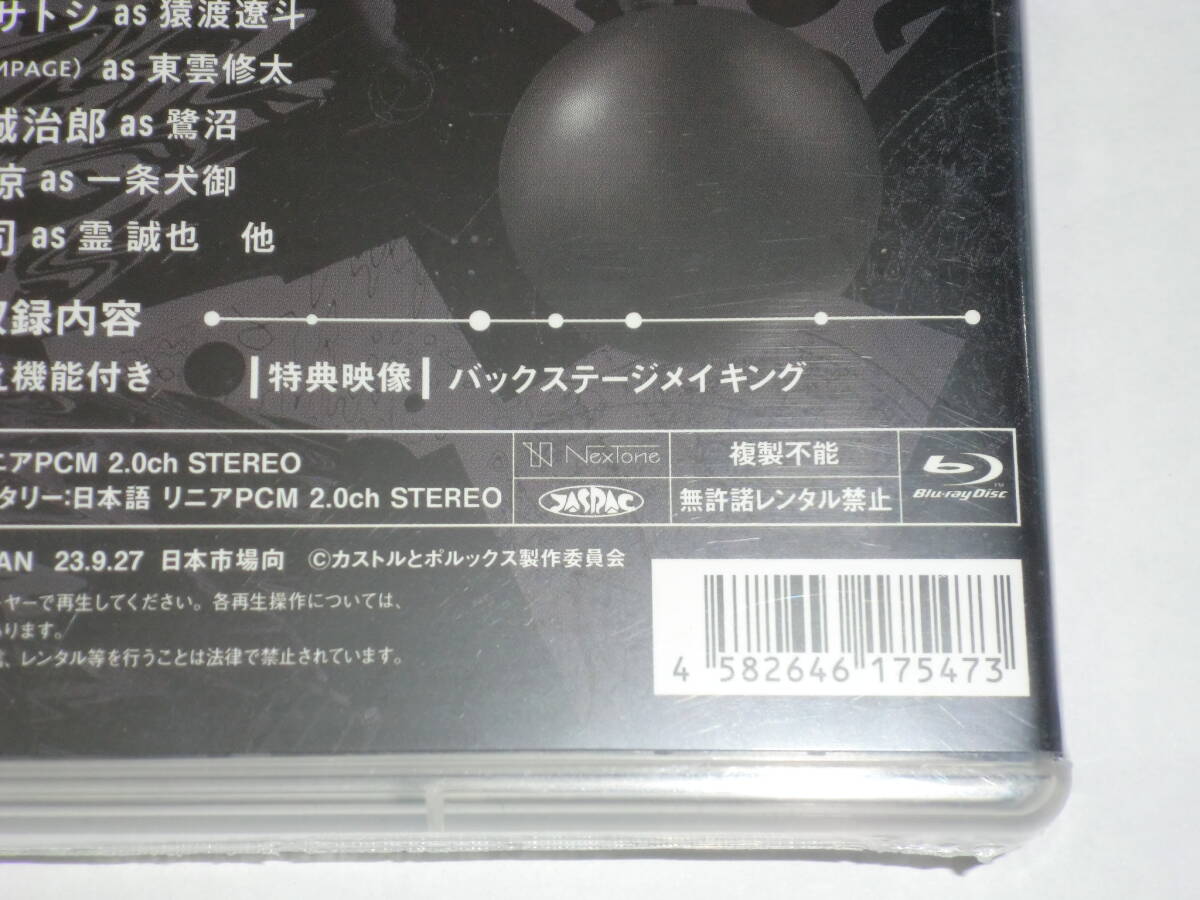 サトシ as 猿渡遼斗
MPAGE） as 東雲修太
誠治郎 as 鷺沼
京 as 一条犬御
司 as 霊 誠也　他
収録内容
え機能付き
特典映像 バックステージメイキング
ニアPCM 2.0ch STEREO
タリー：日本語 リニアPCM 2.0ch STEREO
NexTone
JASRAC
複製不能
無許諾レンタル禁止
Blu-ray Disc
TM
AN 23.9.27 日本市場向 ©カストルとポルックス製作委員会
ーヤーで再生してください。各再生操作については、
あります。
、レンタル等を行うことは法律で禁止されています。
4 582646 175473